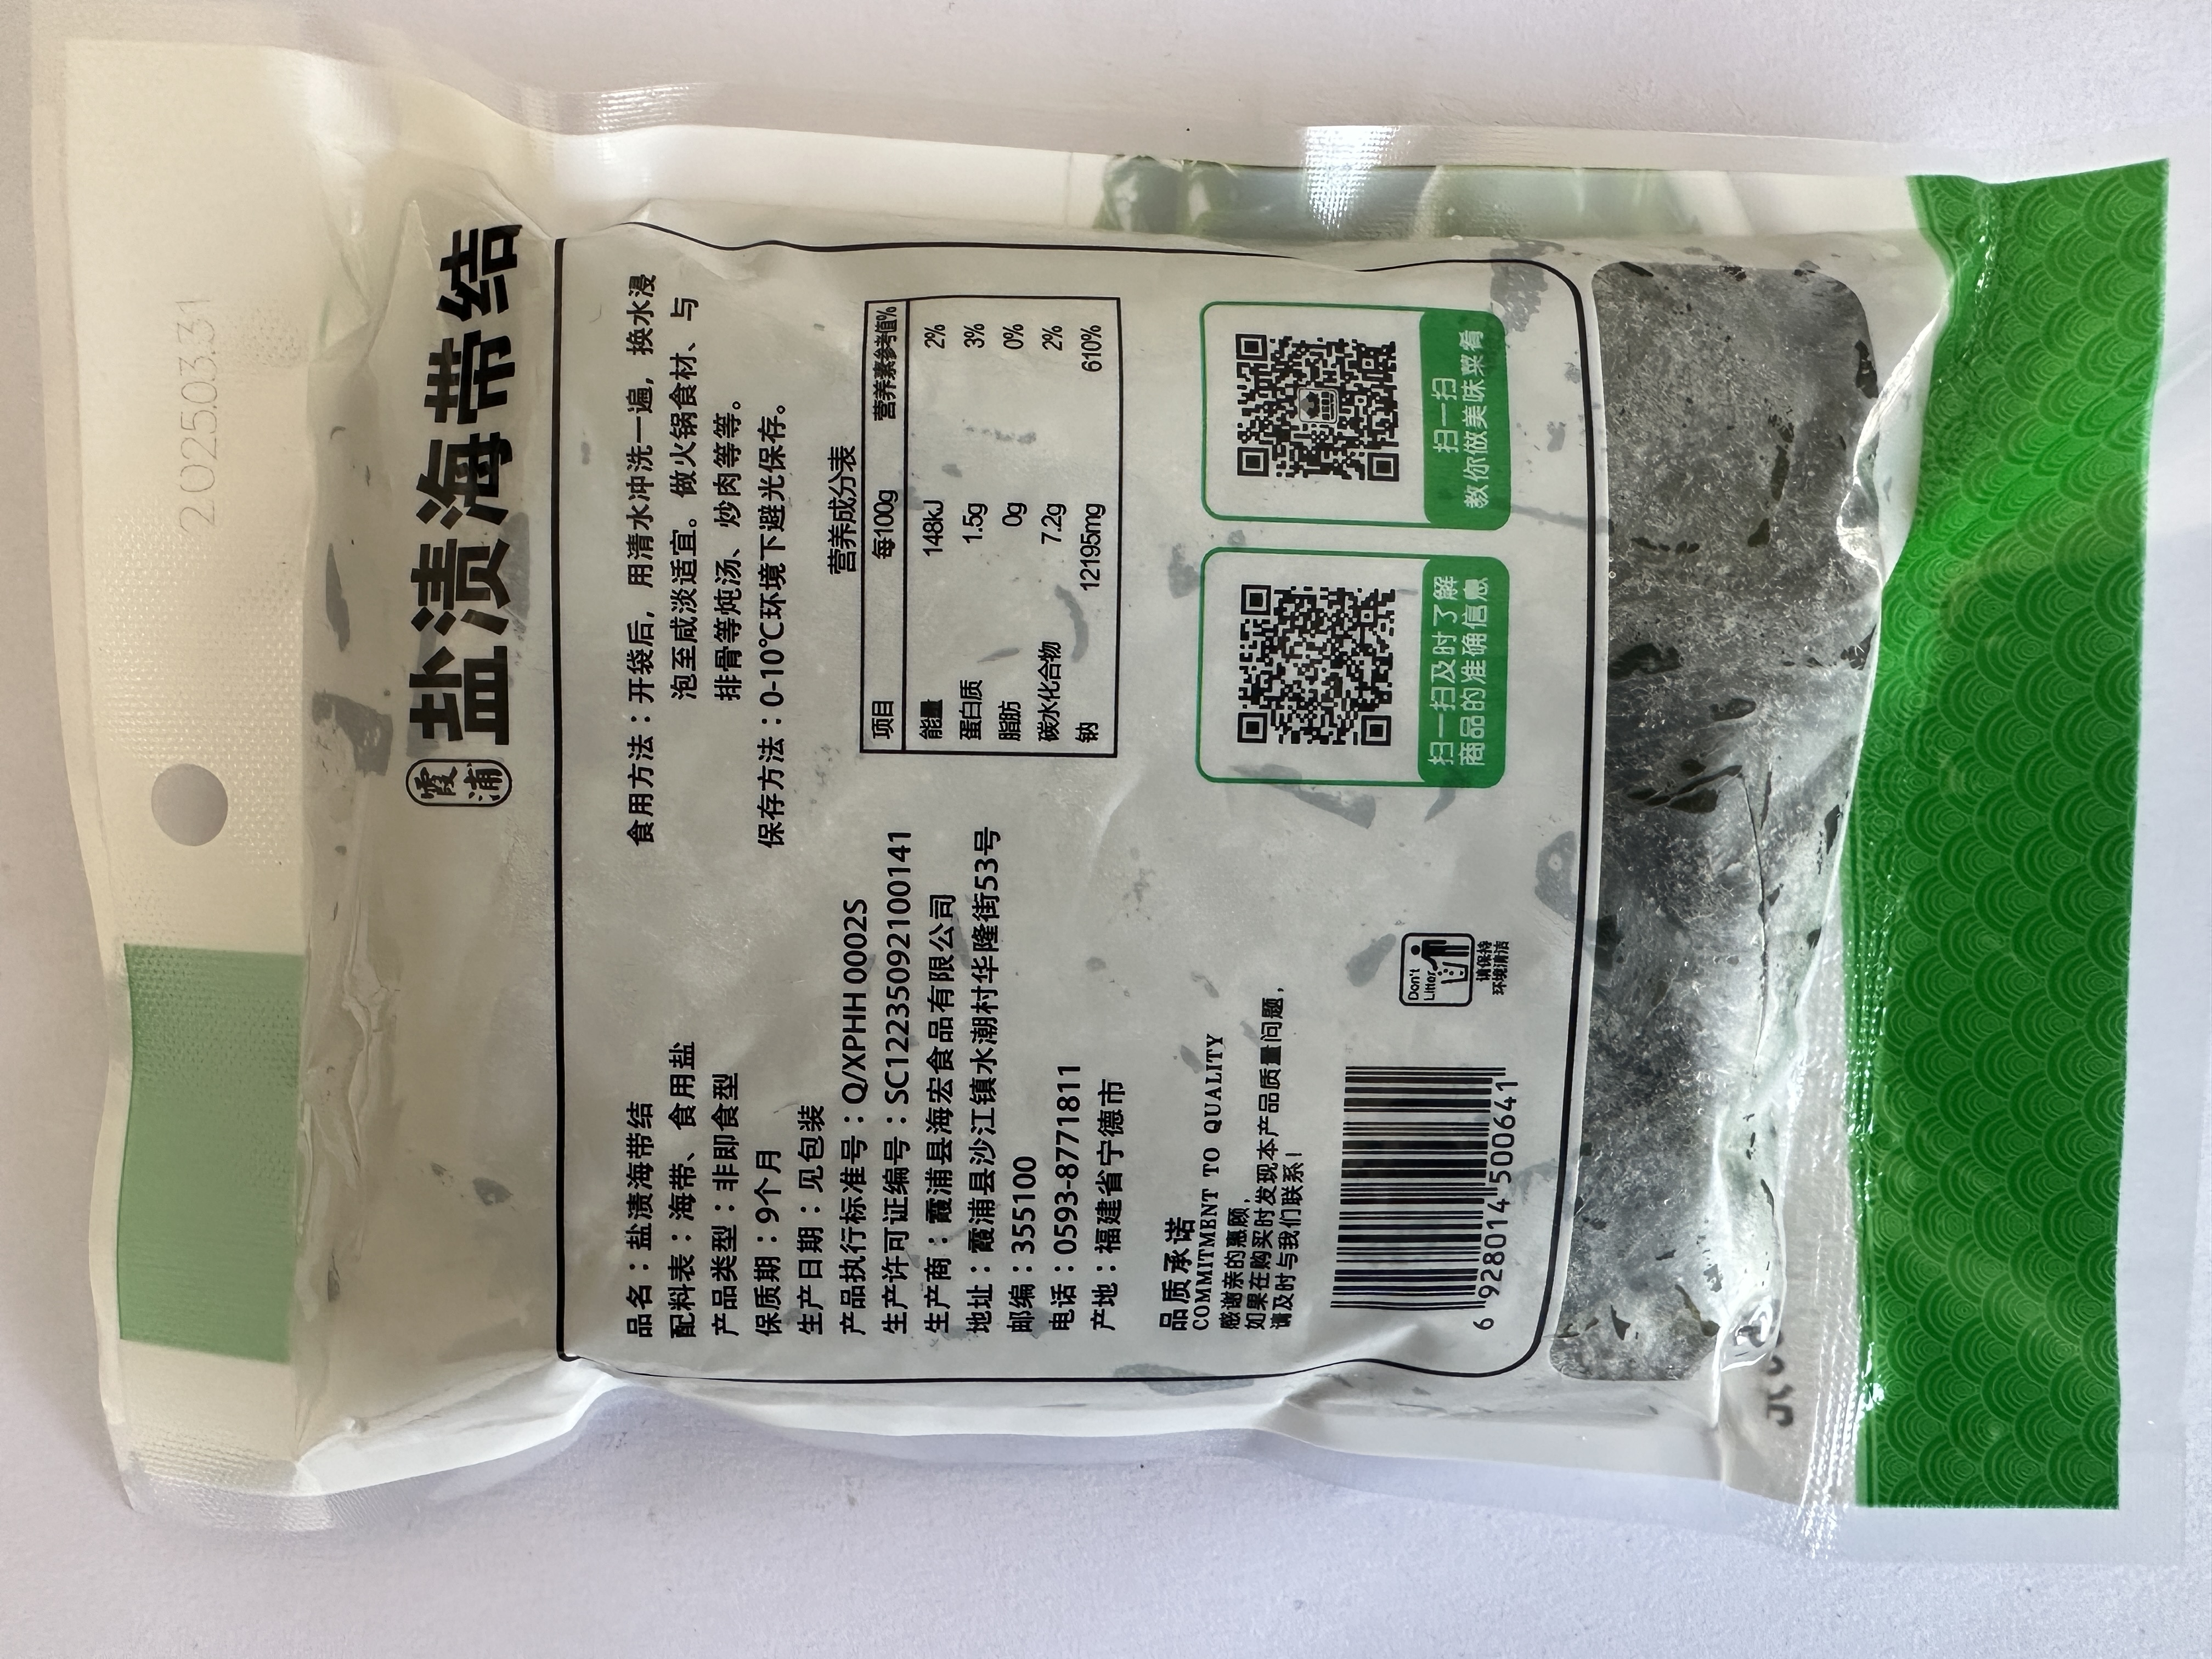 2025.03.31
霞浦
盐渍海带结
品名：盐渍海带结
配料表：海带、食用盐
产品类型：非即食型
保质期：9个月
生产日期：见包装
产品执行标准号：Q/XPHH 0002S
生产许可证编号：SC12235092100141
生产商：霞浦县海宏食品有限公司
地址：霞浦县沙江镇水潮村华隆街53号
邮编：355100
电话：0593-8771811
产地：福建省宁德市
食用方法：开袋后，用清水冲洗一遍，换水浸
泡至咸淡适宜。做火锅食材、与
排骨等炖汤、炒肉等等。
保存方法：0-10℃环境下避光保存。
营养成分表
项目 每100g 营养素参考值%
能量 148kJ 2%
蛋白质 1.5g 3%
脂肪 0g 0%
碳水化合物 7.2g 2%
钠 12195mg 610%
品质承诺
COMMITMENT TO QUALITY
感谢亲的惠顾，
如果在购买时发现本产品质量问题，
请及时与我们联系！
6 928014 500641
Don't
Litter
请保持
环境清洁
扫一扫及时了解
商品的准确信息
扫一扫
教你做美味菜肴